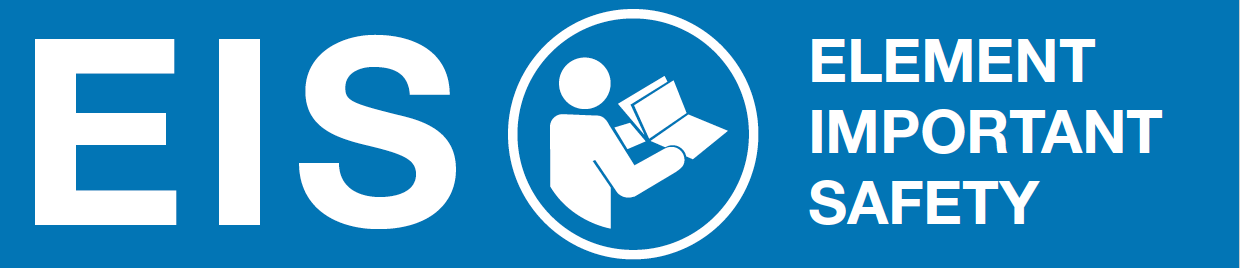 EIS
ELEMENT
IMPORTANT
SAFETY